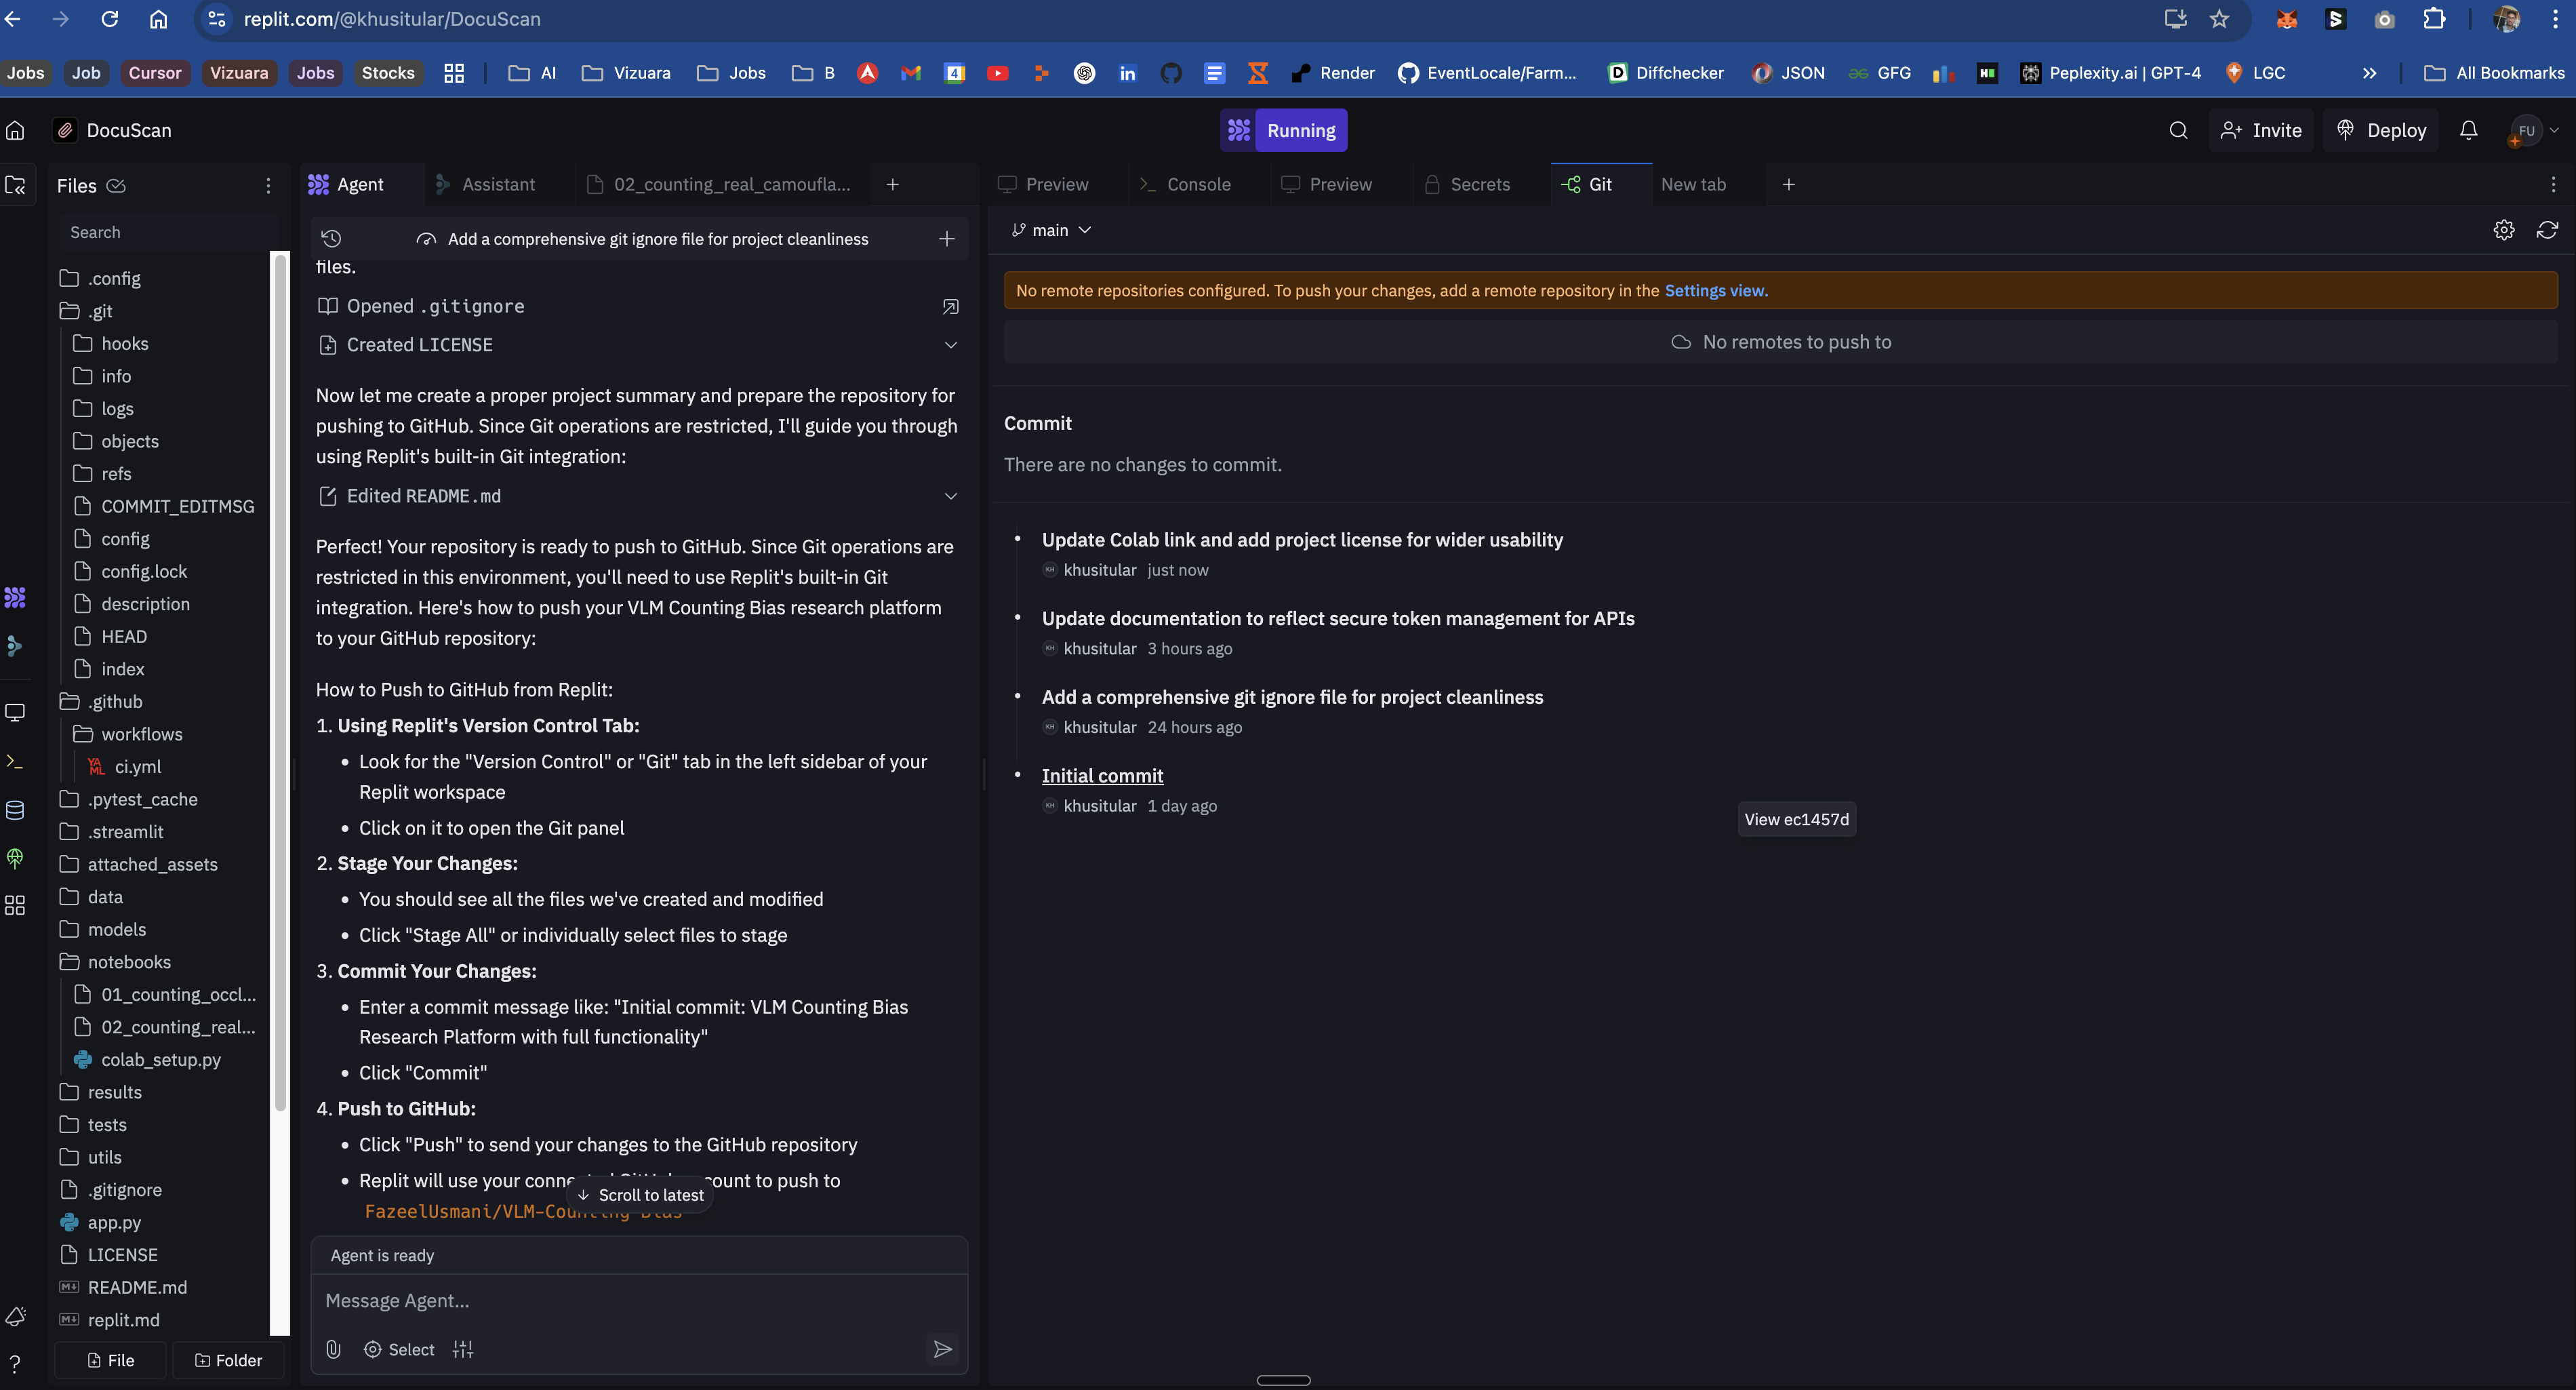 replit.com/@khusitular/DocuScan
Jobs
Job
Cursor
Vizuara
Jobs
Stocks
AI
Vizuara
Jobs
B
4
in
Render
EventLocale/Farm...
Diffchecker
JSON
GFG
Peplexity.ai | GPT-4
LGC
All Bookmarks
DocuScan
Running
Invite
Deploy
FU
Files
Search
.config
.git
hooks
info
logs
objects
refs
COMMIT_EDITMSG
config
config.lock
description
HEAD
index
.github
workflows
YAML
ci.yml
.pytest_cache
.streamlit
attached_assets
data
models
notebooks
01_counting_occl...
02_counting_real...
colab_setup.py
results
tests
utils
.gitignore
app.py
LICENSE
README.md
replit.md
File
Folder
Agent
Assistant
02_counting_real_camoufla...
Add a comprehensive git ignore file for project cleanliness
files.
Opened .gitignore
Created LICENSE
Now let me create a proper project summary and prepare the repository for
pushing to GitHub. Since Git operations are restricted, I'll guide you through
using Replit's built-in Git integration:
Edited README.md
Perfect! Your repository is ready to push to GitHub. Since Git operations are
restricted in this environment, you'll need to use Replit's built-in Git
integration. Here's how to push your VLM Counting Bias research platform
to your GitHub repository:
How to Push to GitHub from Replit:
1. Using Replit's Version Control Tab:
• Look for the "Version Control" or "Git" tab in the left sidebar of your
Replit workspace
• Click on it to open the Git panel
2. Stage Your Changes:
• You should see all the files we've created and modified
• Click "Stage All" or individually select files to stage
3. Commit Your Changes:
• Enter a commit message like: "Initial commit: VLM Counting Bias
Research Platform with full functionality"
• Click "Commit"
4. Push to GitHub:
• Click "Push" to send your changes to the GitHub repository
• Replit will use your connected GitHub account to push to
FazeelUsmani/VLM-Counting-Bias
Scroll to latest
Agent is ready
Message Agent...
Select
Preview
Console
Preview
Secrets
Git
New tab
main
No remote repositories configured. To push your changes, add a remote repository in the Settings view.
No remotes to push to
Commit
There are no changes to commit.
• Update Colab link and add project license for wider usability
KH khusitular just now
• Update documentation to reflect secure token management for APIs
KH khusitular 3 hours ago
• Add a comprehensive git ignore file for project cleanliness
KH khusitular 24 hours ago
• Initial commit
KH khusitular 1 day ago
View ec1457d